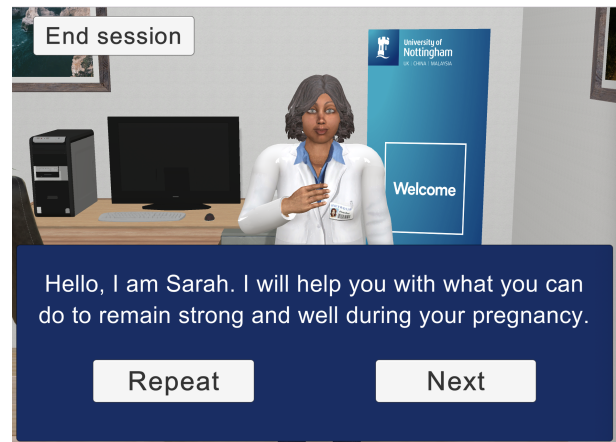 End session
University of
Nottingham
UK | CHINA | MALAYSIA
Welcome
Hello, I am Sarah. I will help you with what you can
do to remain strong and well during your pregnancy.
Repeat
Next